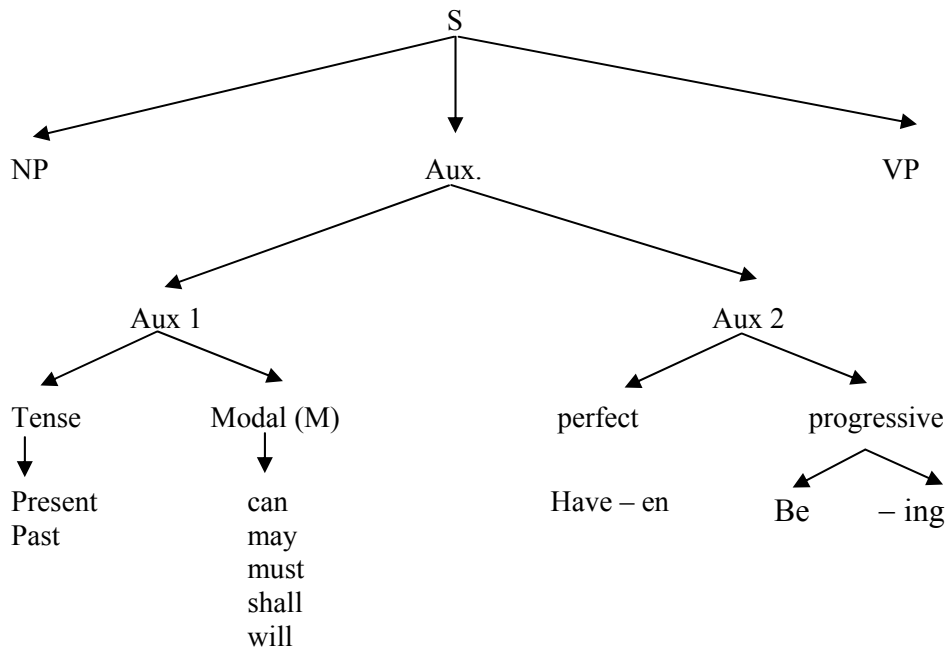 S
NP Aux. VP
Aux 1 Aux 2
Tense Modal (M) perfect progressive
Present can Have – en Be – ing
Past may
must
shall
will